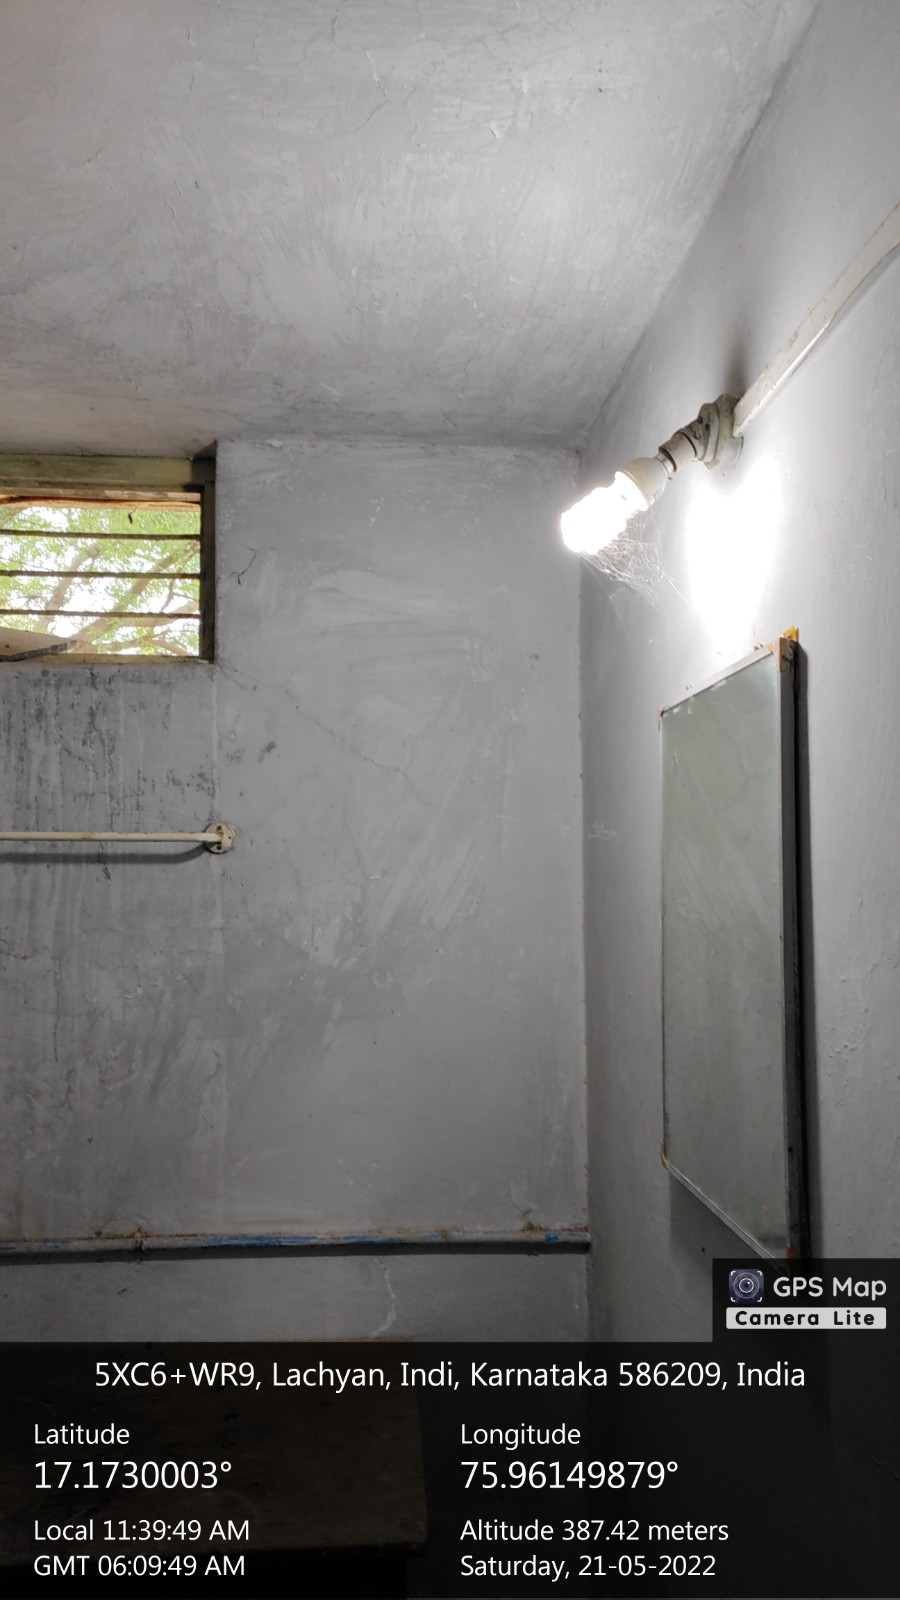 GPS Map
Camera Lite
5XC6+WR9, Lachyan, Indi, Karnataka 586209, India
Latitude
17.1730003°
Longitude
75.96149879°
Local 11:39:49 AM
GMT 06:09:49 AM
Altitude 387.42 meters
Saturday, 21-05-2022